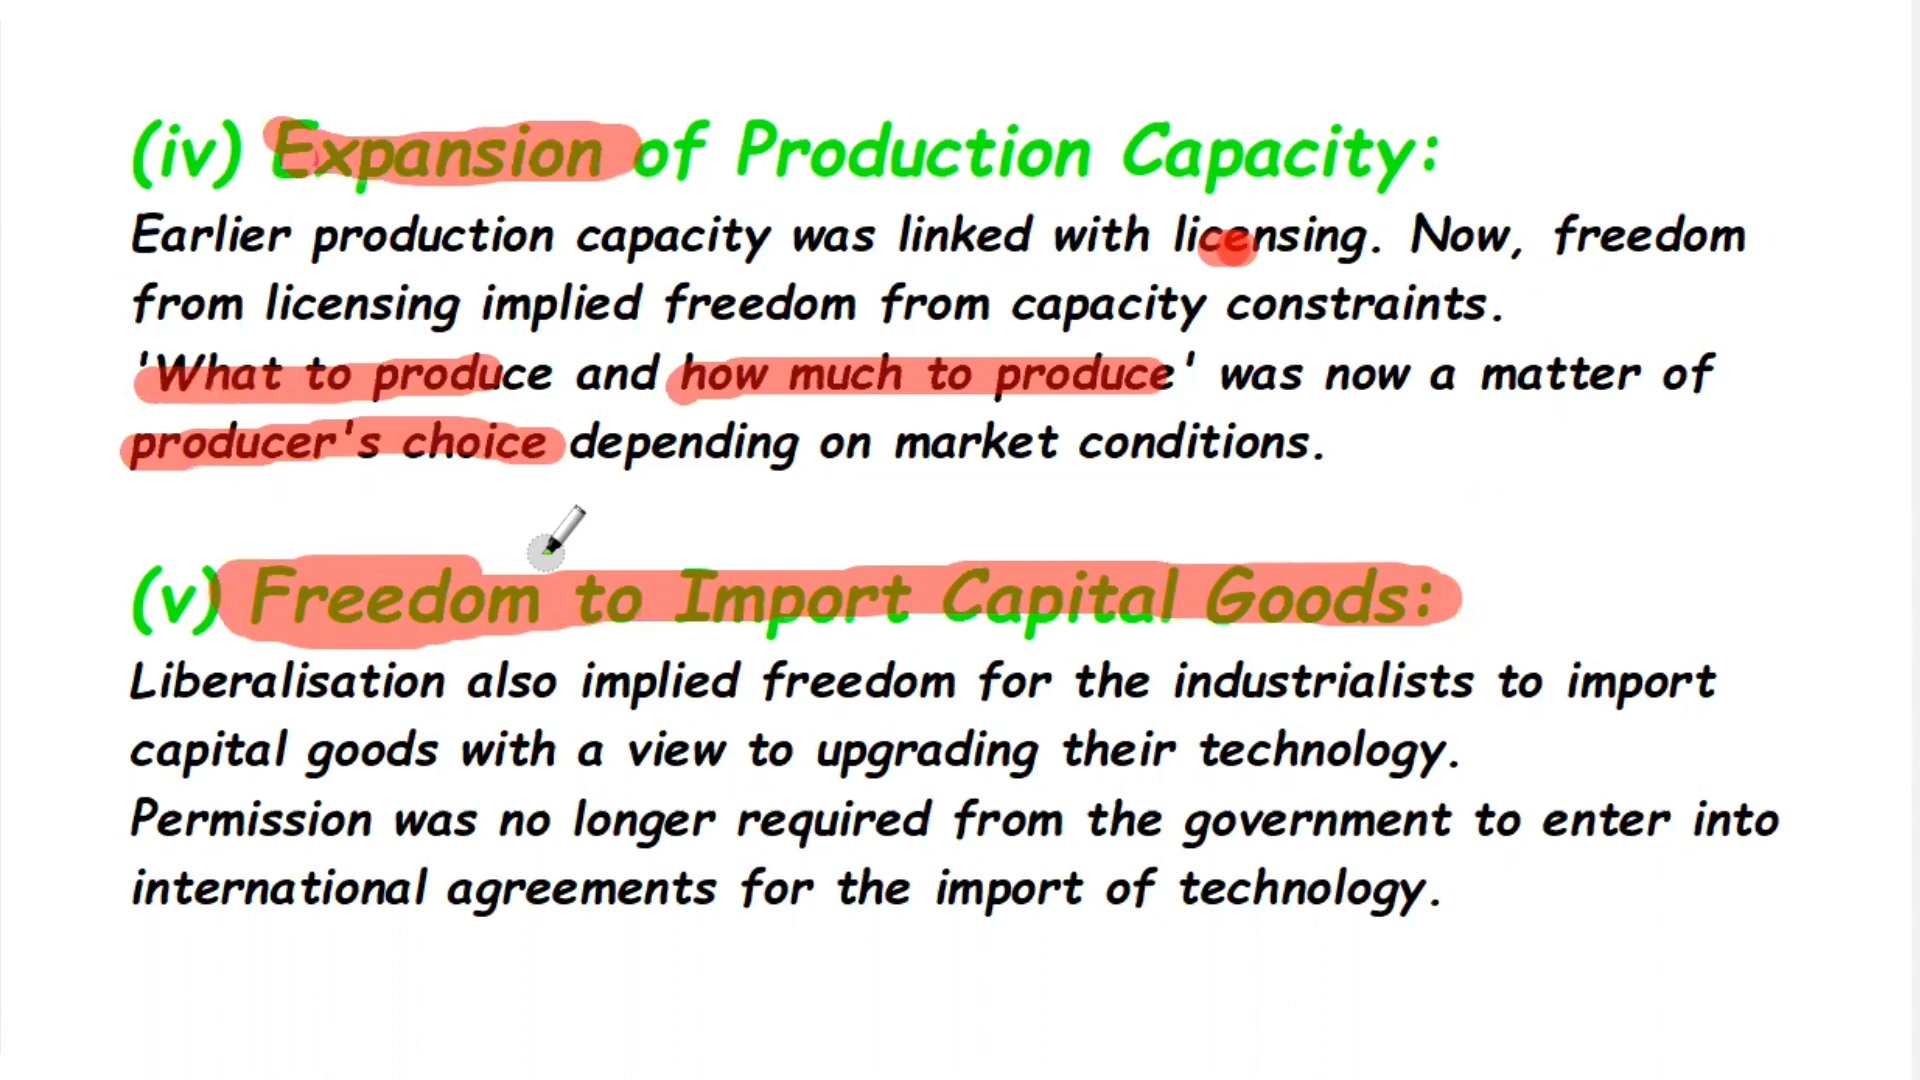 (iv) Expansion of Production Capacity:
Earlier production capacity was linked with licensing. Now, freedom
from licensing implied freedom from capacity constraints.
'What to produce and how much to produce' was now a matter of
producer's choice depending on market conditions.
(v) Freedom to Import Capital Goods:
Liberalisation also implied freedom for the industrialists to import
capital goods with a view to upgrading their technology.
Permission was no longer required from the government to enter into
international agreements for the import of technology.